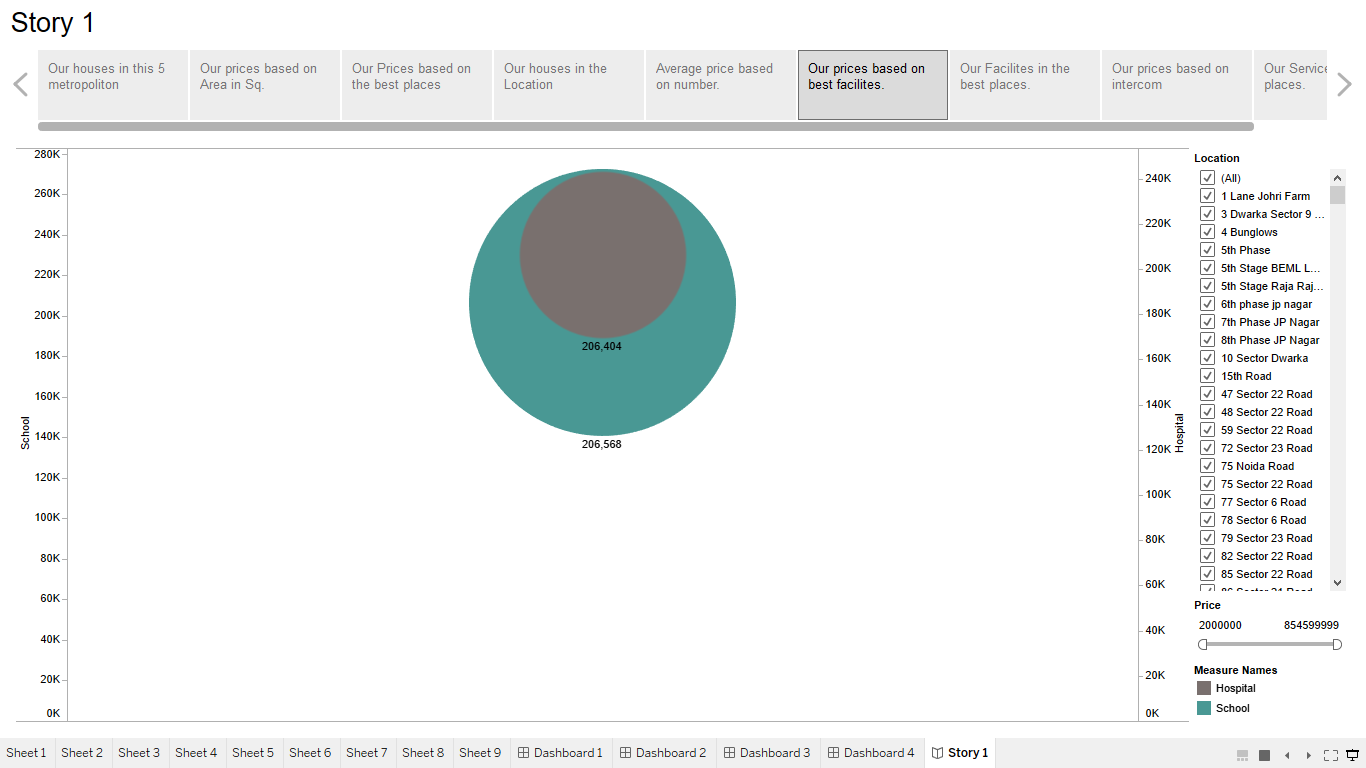 Story 1
Our houses in this 5
metropoliton
Our prices based on
Area in Sq.
Our Prices based on
the best places
Our houses in the
Location
Average price based
on number.
Our prices based on
best facilites.
Our Facilites in the
best places.
Our prices based on
intercom
Our Service
places.
280K
260K
240K
220K
200K
180K
160K
140K
120K
100K
80K
60K
40K
20K
0K
School
206,404
206,568
240K
220K
200K
180K
160K
140K
120K
100K
80K
60K
40K
20K
0K
Hospital
Location
(All)
1 Lane Johri Farm
3 Dwarka Sector 9 ...
4 Bunglows
5th Phase
5th Stage BEML L...
5th Stage Raja Raj...
6th phase jp nagar
7th Phase JP Nagar
8th Phase JP Nagar
10 Sector Dwarka
15th Road
47 Sector 22 Road
48 Sector 22 Road
59 Sector 22 Road
72 Sector 23 Road
75 Noida Road
75 Sector 22 Road
77 Sector 6 Road
78 Sector 6 Road
79 Sector 23 Road
82 Sector 22 Road
85 Sector 22 Road
Price
2000000 854599999
Measure Names
Hospital
School
Sheet 1 Sheet 2 Sheet 3 Sheet 4 Sheet 5 Sheet 6 Sheet 7 Sheet 8 Sheet 9 Dashboard 1 Dashboard 2 Dashboard 3 Dashboard 4 Story 1